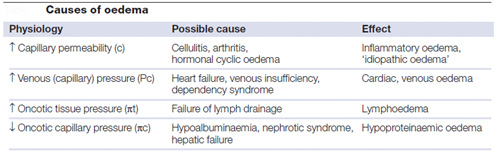 Causes of oedema
Physiology Possible cause Effect
↑ Capillary permeability (c) Cellulitis, arthritis, Inflammatory oedema,
hormonal cyclic oedema ‘idiopathic oedema’
↑ Venous (capillary) pressure (Pc) Heart failure, venous insufficiency, Cardiac, venous oedema
dependency syndrome
↑ Oncotic tissue pressure (πt) Failure of lymph drainage Lymphoedema
↓ Oncotic capillary pressure (πc) Hypoalbuminaemia, nephrotic syndrome, Hypoproteinaemic oedema
hepatic failure